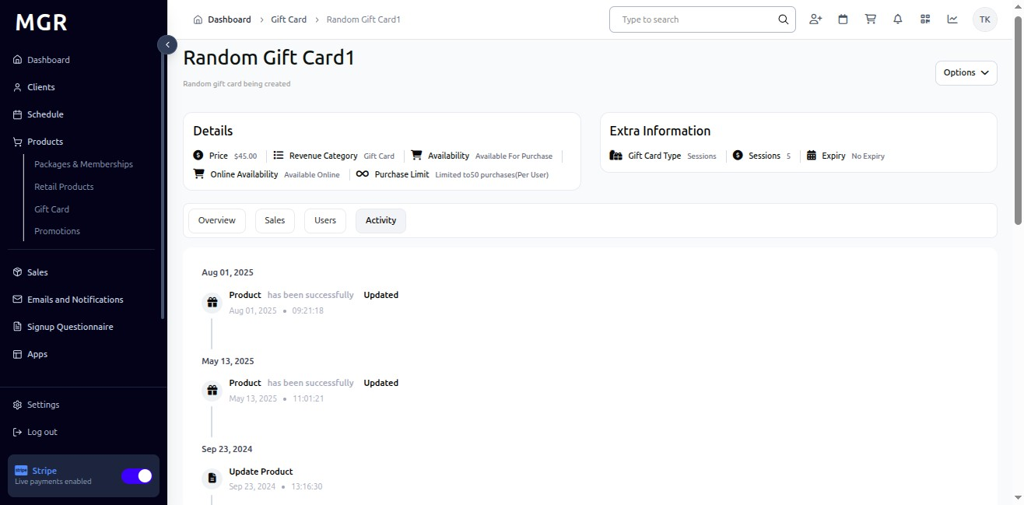 MGR
Dashboard
Clients
Schedule
Products
Packages & Memberships
Retail Products
Gift Card
Promotions
Sales
Emails and Notifications
Signup Questionnaire
Apps
Settings
Log out
stripe Stripe
Live payments enabled
Dashboard > Gift Card > Random Gift Card1
Type to search
TK
Random Gift Card1
Random gift card being created
Options
Details
Price $45.00 Revenue Category Gift Card Availability Available For Purchase
Online Availability Available Online Purchase Limit Limited to50 purchases(Per User)
Extra Information
Gift Card Type Sessions Sessions 5 Expiry No Expiry
Overview Sales Users Activity
Aug 01, 2025
Product has been successfully Updated
Aug 01, 2025 • 09:21:18
May 13, 2025
Product has been successfully Updated
May 13, 2025 • 11:01:21
Sep 23, 2024
Update Product
Sep 23, 2024 • 13:16:30